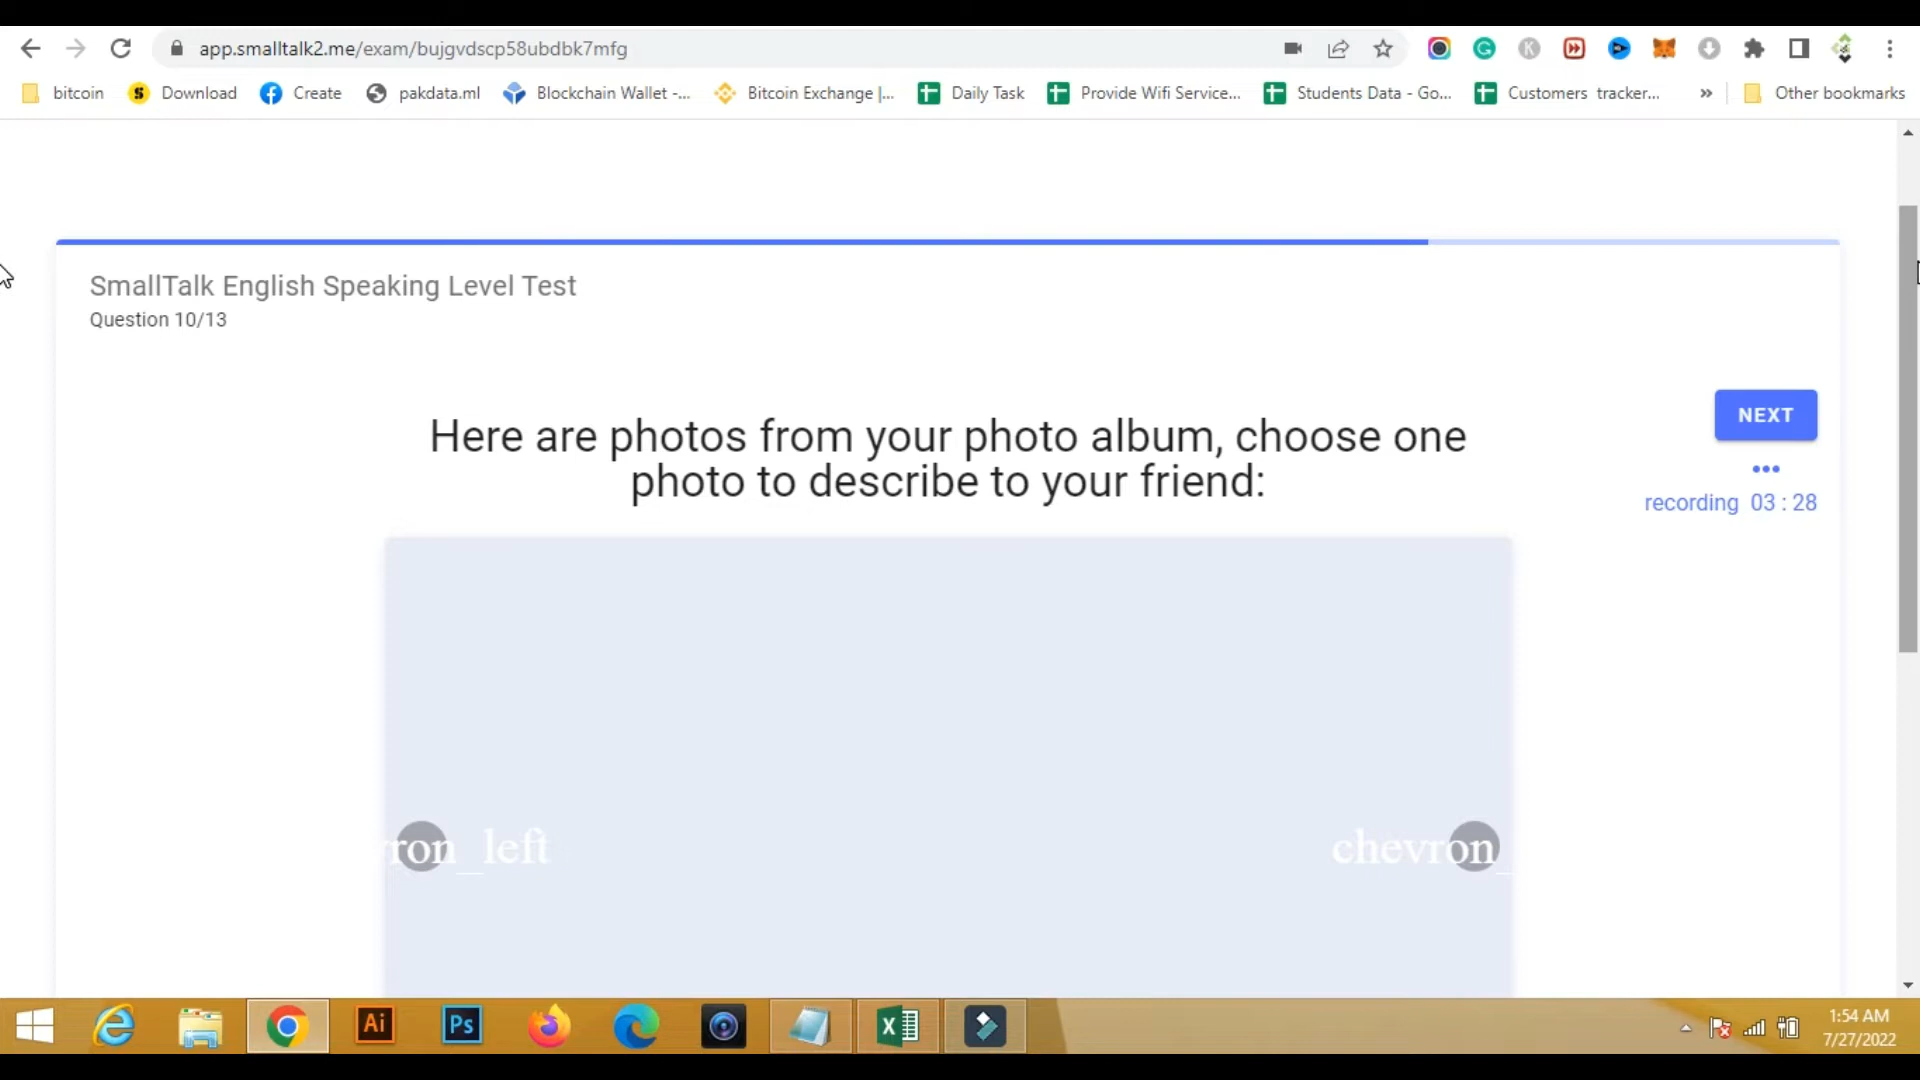 app.smalltalk2.me/exam/bujgvdscp58ubdbk7mfg
bitcoin Download Create pakdata.ml Blockchain Wallet -... Bitcoin Exchange |... Daily Task Provide Wifi Service... Students Data - Go... Customers tracker... » Other bookmarks
SmallTalk English Speaking Level Test
Question 10/13
NEXT
Here are photos from your photo album, choose one
photo to describe to your friend:
recording 03 : 28
ron_left chevron_
Ai Ps
1:54 AM
7/27/2022